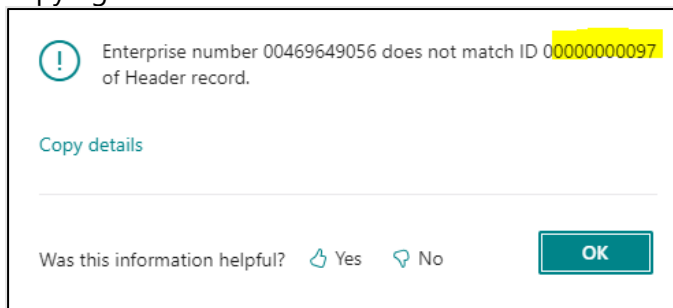 Enterprise number 00469649056 does not match ID 00000000097
of Header record.
Copy details
Was this information helpful? Yes No OK